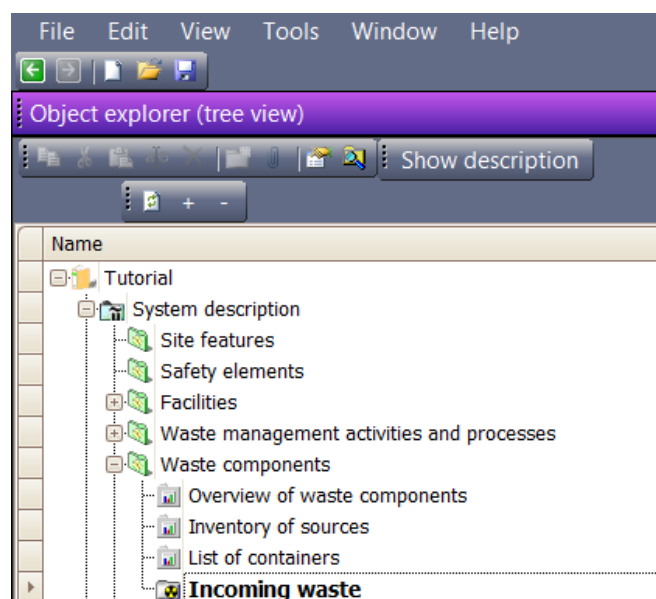 File Edit View Tools Window Help
Object explorer (tree view)
Show description
+ -
Name
Tutorial
System description
Site features
Safety elements
Facilities
Waste management activities and processes
Waste components
Overview of waste components
Inventory of sources
List of containers
Incoming waste